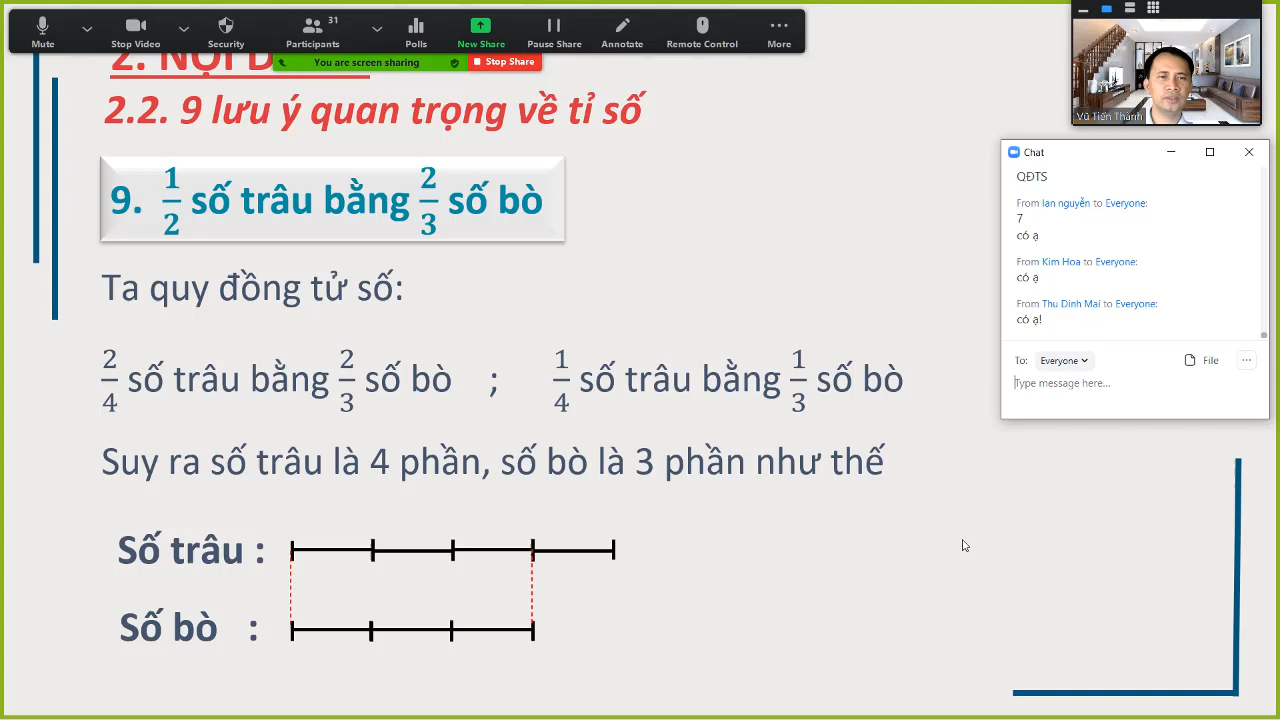 Mute
Stop Video
Security
Participants
31
Polls
New Share
Pause Share
Annotate
Remote Control
More
You are screen sharing
Stop Share
2.2. 9 lưu ý quan trọng về tỉ số
9. 1/2 số trâu bằng 2/3 số bò
Ta quy đồng tử số:
2/4 số trâu bằng 2/3 số bò ; 1/4 số trâu bằng 1/3 số bò
Suy ra số trâu là 4 phần, số bò là 3 phần như thế
Số trâu :
Số bò :
Vũ Tiến Thành
Chat
QĐTS
From lan nguyễn to Everyone:
7
có ạ
From Kim Hoa to Everyone:
có ạ
From Thu Dinh Mai to Everyone:
có ạ!
To: Everyone
File
Type message here...